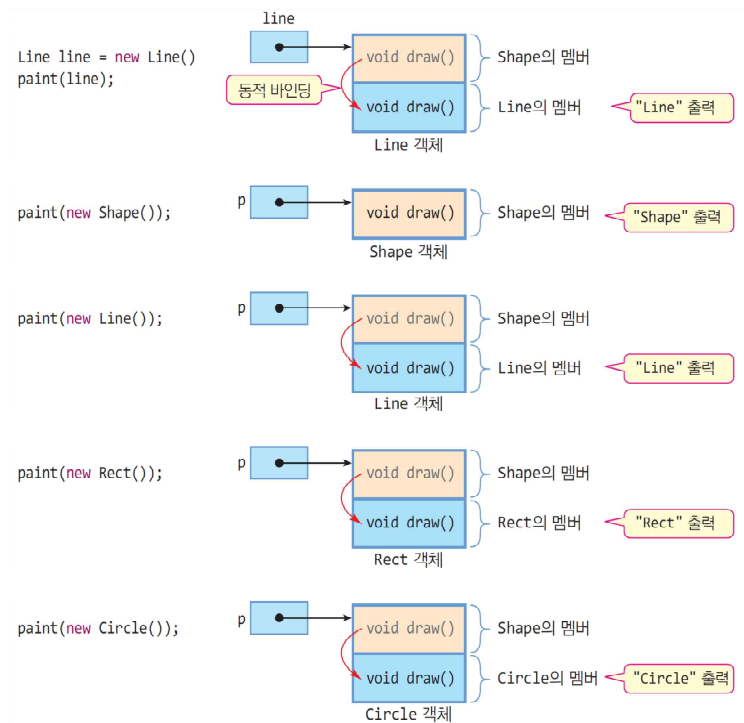 line
Line line = new Line()
paint(line);
void draw()
Shape의 멤버
동적 바인딩
void draw()
Line의 멤버
"Line" 출력
Line 객체
paint(new Shape());
p
void draw()
Shape의 멤버
"Shape" 출력
Shape 객체
paint(new Line());
p
void draw()
Shape의 멤버
void draw()
Line의 멤버
"Line" 출력
Line 객체
paint(new Rect());
p
void draw()
Shape의 멤버
void draw()
Rect의 멤버
"Rect" 출력
Rect 객체
paint(new Circle());
p
void draw()
Shape의 멤버
void draw()
Circle의 멤버
"Circle" 출력
Circle 객체